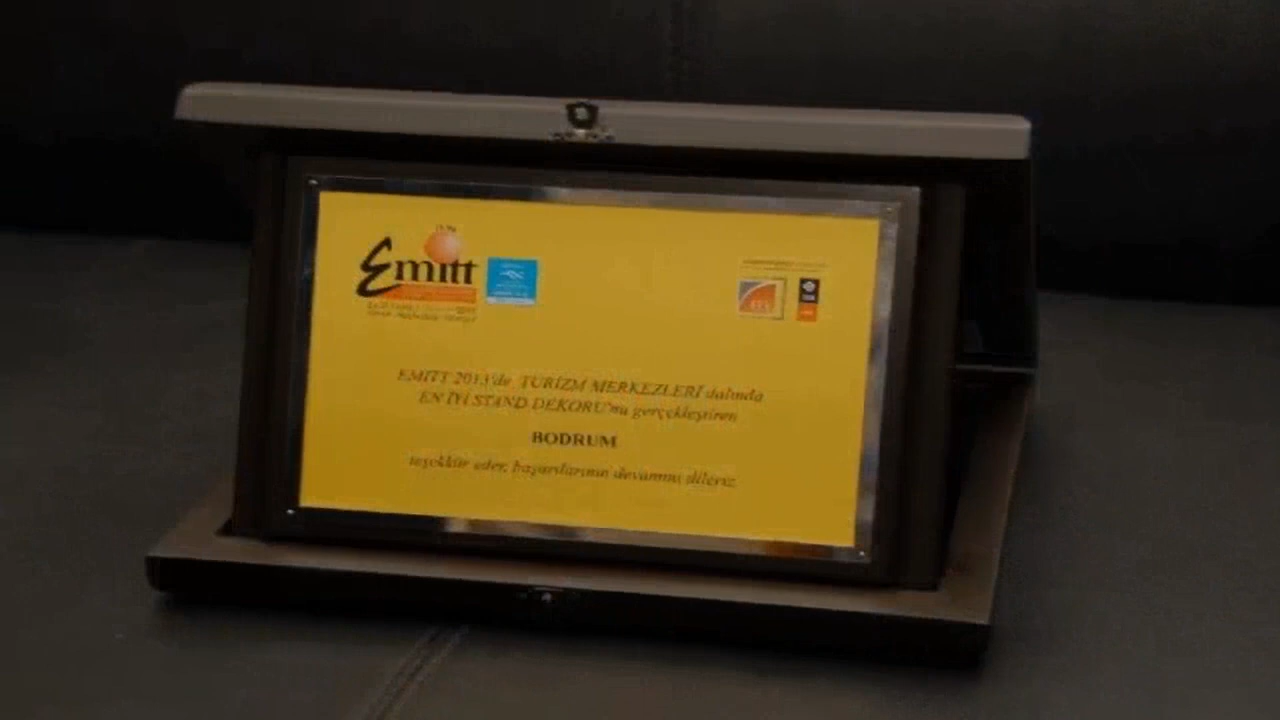 Emitt
EMITT 2013'de TURİZM MERKEZLERİ dalında
EN İYİ STAND DEKORU'nu gerçekleştiren
BODRUM
teşekkür eder, başarılarının devamını dileriz.